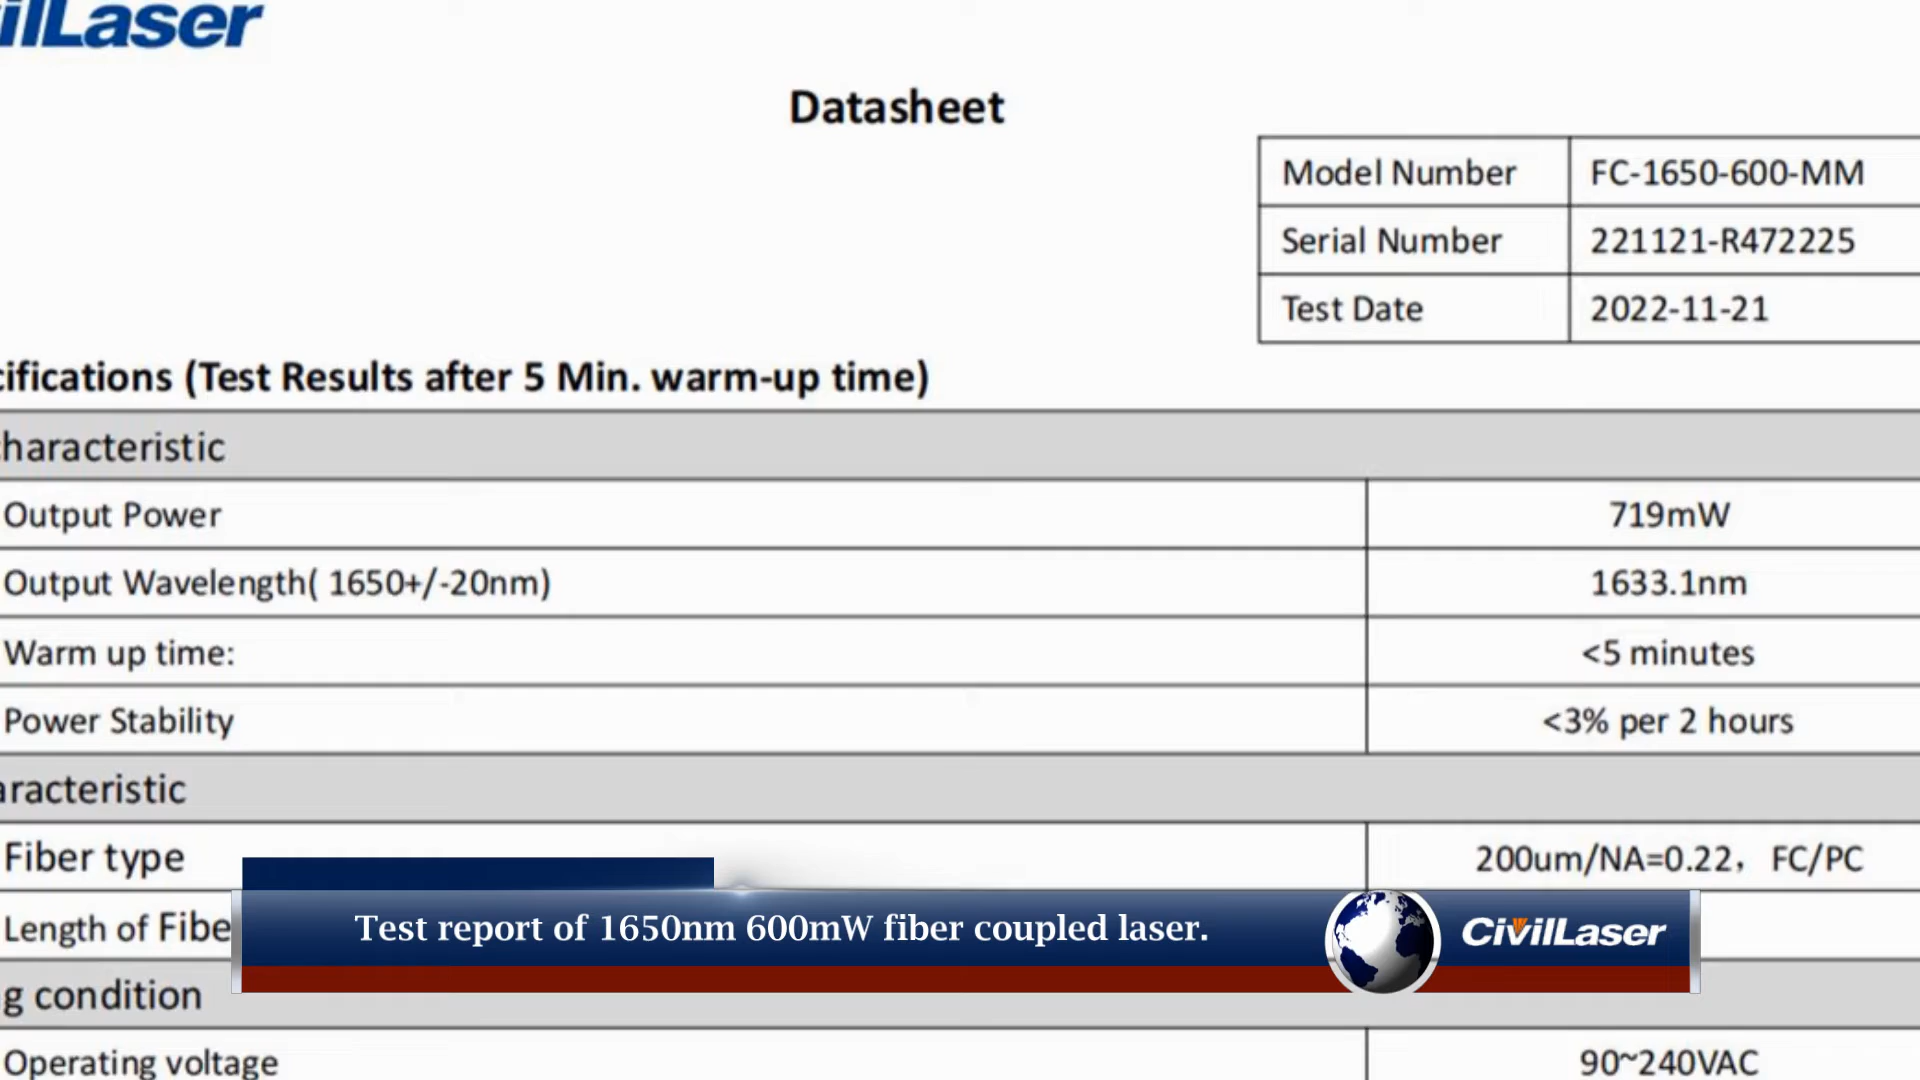 ilLaser
Datasheet
Model Number FC-1650-600-MM
Serial Number 221121-R472225
Test Date 2022-11-21
ifications (Test Results after 5 Min. warm-up time)
haracteristic
Output Power 719mW
Output Wavelength( 1650+/-20nm) 1633.1nm
Warm up time: <5 minutes
Power Stability <3% per 2 hours
aracteristic
Fiber type 200um/NA=0.22, FC/PC
Length of Fibe
Test report of 1650nm 600mW fiber coupled laser.
CivilLaser
g condition
Operating voltage 90~240VAC